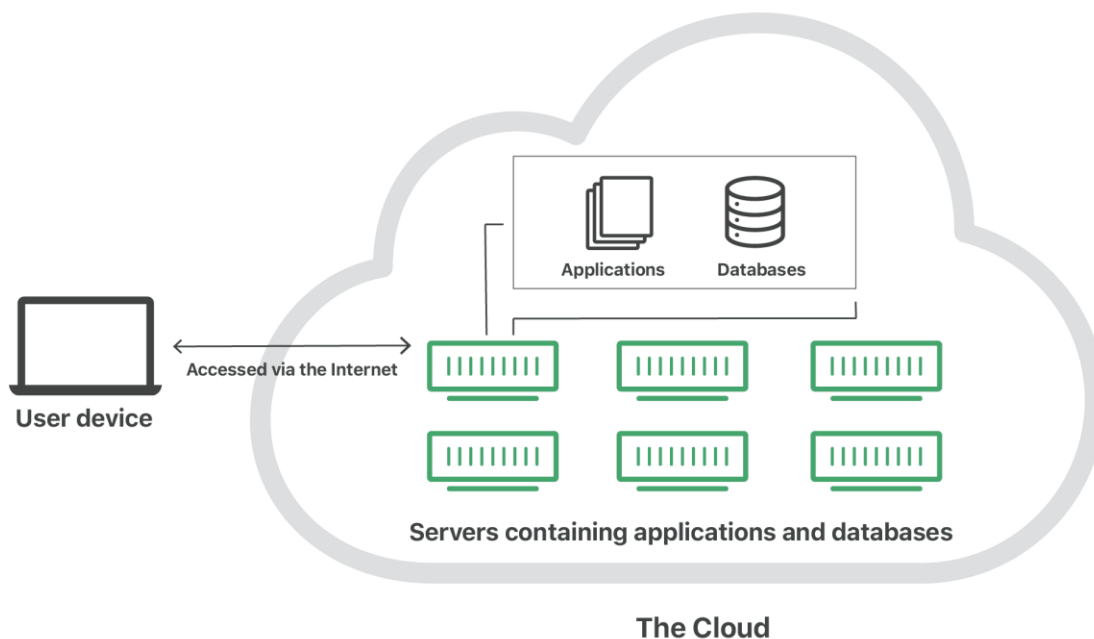 Applications
Databases
Accessed via the Internet
User device
Servers containing applications and databases
The Cloud